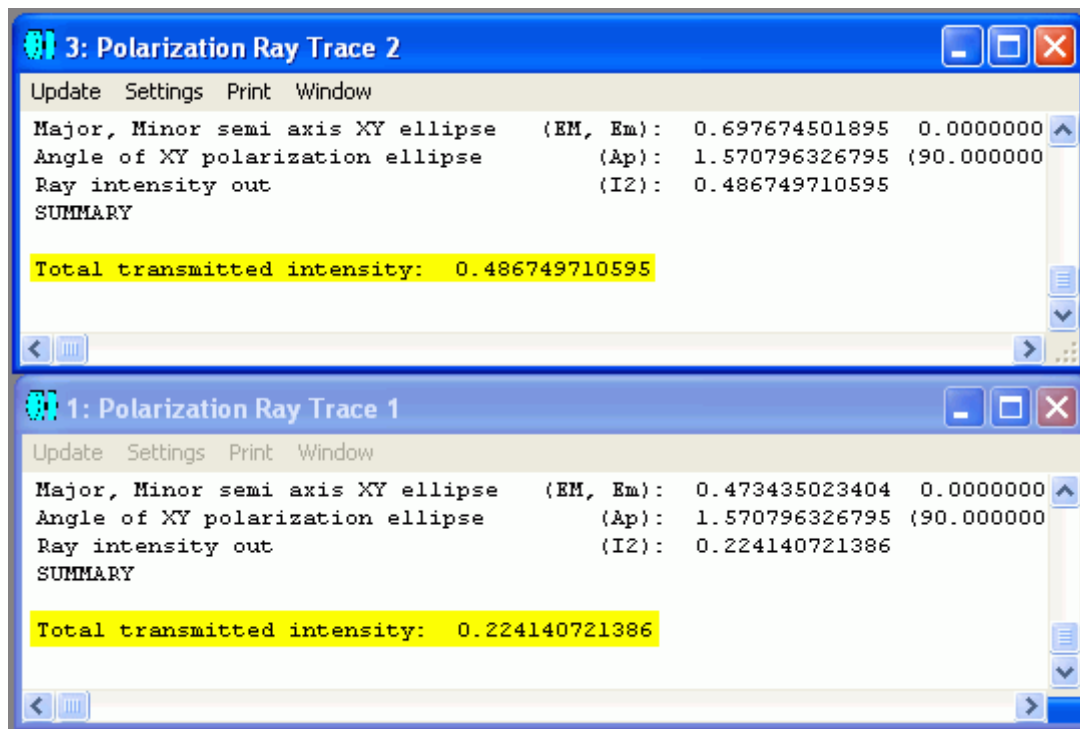 3: Polarization Ray Trace 2
Update Settings Print Window
Major, Minor semi axis XY ellipse (EM, Em): 0.697674501895 0.0000000
Angle of XY polarization ellipse (Ap): 1.570796326795 (90.000000
Ray intensity out (I2): 0.486749710595
SUMMARY
Total transmitted intensity: 0.486749710595
1: Polarization Ray Trace 1
Update Settings Print Window
Major, Minor semi axis XY ellipse (EM, Em): 0.473435023404 0.0000000
Angle of XY polarization ellipse (Ap): 1.570796326795 (90.000000
Ray intensity out (I2): 0.224140721386
SUMMARY
Total transmitted intensity: 0.224140721386